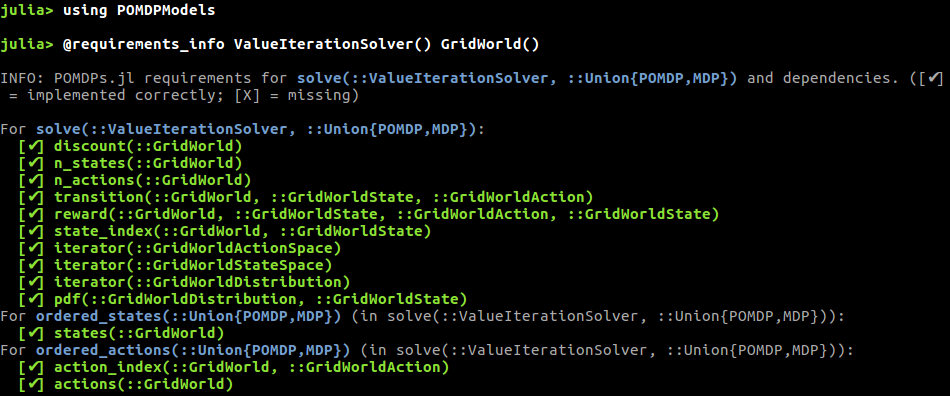 julia> using POMDPModels
julia> @requirements_info ValueIterationSolver() GridWorld()
INFO: POMDPs.jl requirements for solve(::ValueIterationSolver, ::Union{POMDP,MDP}) and dependencies. ([✔]
 = implemented correctly; [X] = missing)
For solve(::ValueIterationSolver, ::Union{POMDP,MDP}):
  [✔] discount(::GridWorld)
  [✔] n_states(::GridWorld)
  [✔] n_actions(::GridWorld)
  [✔] transition(::GridWorld, ::GridWorldState, ::GridWorldAction)
  [✔] reward(::GridWorld, ::GridWorldState, ::GridWorldAction, ::GridWorldState)
  [✔] state_index(::GridWorld, ::GridWorldState)
  [✔] iterator(::GridWorldActionSpace)
  [✔] iterator(::GridWorldStateSpace)
  [✔] iterator(::GridWorldDistribution)
  [✔] pdf(::GridWorldDistribution, ::GridWorldState)
For ordered_states(::Union{POMDP,MDP}) (in solve(::ValueIterationSolver, ::Union{POMDP,MDP})):
  [✔] states(::GridWorld)
For ordered_actions(::Union{POMDP,MDP}) (in solve(::ValueIterationSolver, ::Union{POMDP,MDP})):
  [✔] action_index(::GridWorld, ::GridWorldAction)
  [✔] actions(::GridWorld)